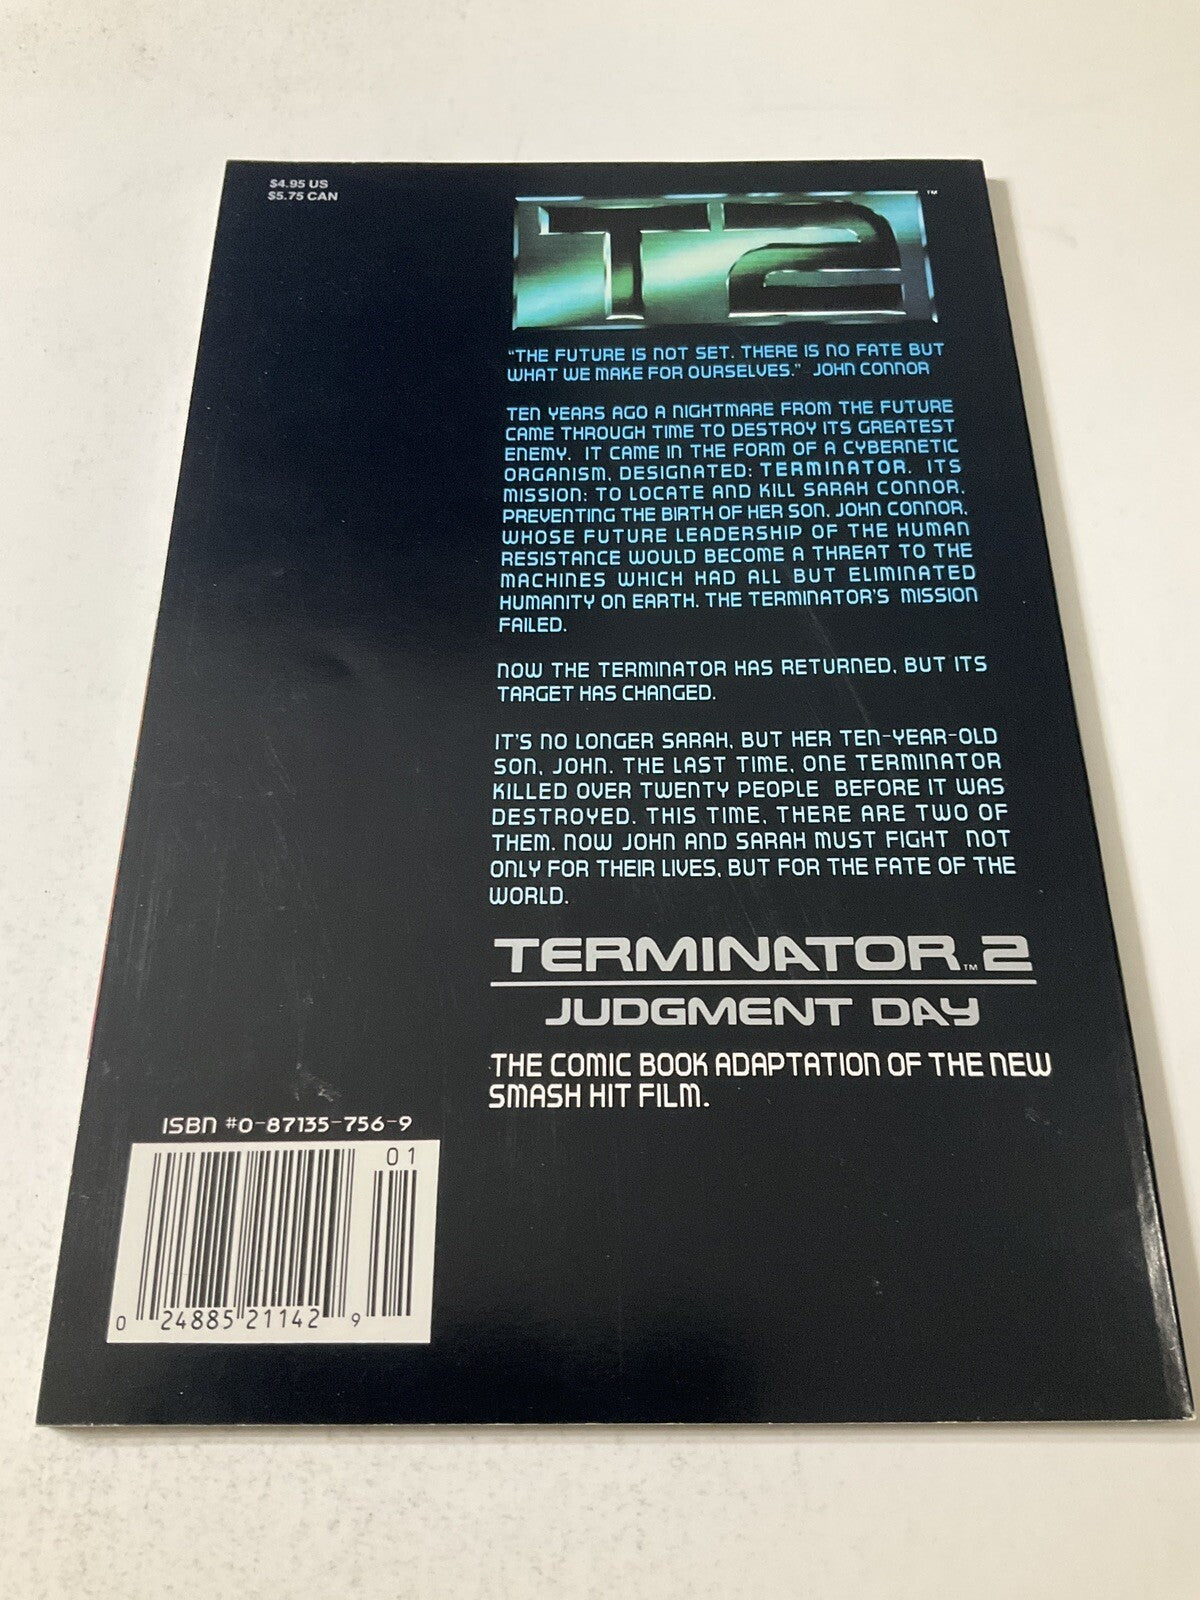 $4.95 US
$5.75 CAN
T2™
"THE FUTURE IS NOT SET. THERE IS NO FATE BUT
WHAT WE MAKE FOR OURSELVES." JOHN CONNOR
TEN YEARS AGO A NIGHTMARE FROM THE FUTURE
CAME THROUGH TIME TO DESTROY ITS GREATEST
ENEMY. IT CAME IN THE FORM OF A CYBERNETIC
ORGANISM, DESIGNATED: TERMINATOR. ITS
MISSION: TO LOCATE AND KILL SARAH CONNOR,
PREVENTING THE BIRTH OF HER SON, JOHN CONNOR,
WHOSE FUTURE LEADERSHIP OF THE HUMAN
RESISTANCE WOULD BECOME A THREAT TO THE
MACHINES WHICH HAD ALL BUT ELIMINATED
HUMANITY ON EARTH. THE TERMINATOR'S MISSION
FAILED.
NOW THE TERMINATOR HAS RETURNED, BUT ITS
TARGET HAS CHANGED.
IT'S NO LONGER SARAH, BUT HER TEN-YEAR-OLD
SON, JOHN. THE LAST TIME, ONE TERMINATOR
KILLED OVER TWENTY PEOPLE BEFORE IT WAS
DESTROYED. THIS TIME, THERE ARE TWO OF
THEM. NOW JOHN AND SARAH MUST FIGHT NOT
ONLY FOR THEIR LIVES, BUT FOR THE FATE OF THE
WORLD.
TERMINATOR™ 2
JUDGMENT DAY
THE COMIC BOOK ADAPTATION OF THE NEW
SMASH HIT FILM.
ISBN #0-87135-756-9
01
0 24885 21142 9